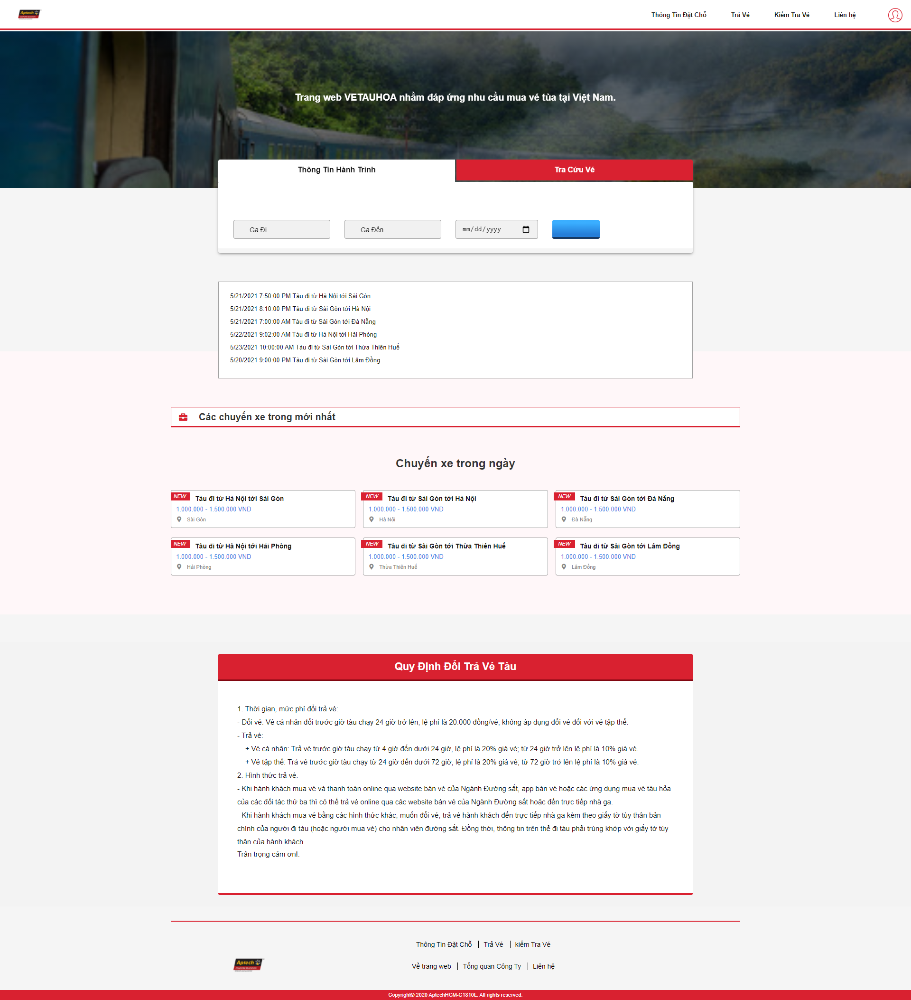 Aptech
COMPUTER EDUCATION
Thông Tin Đặt Chỗ
Trả Vé
Kiểm Tra Vé
Liên hệ
Trang web VETAUHOA nhằm đáp ứng nhu cầu mua vé tùa tại Việt Nam.
Thông Tin Hành Trình
Tra Cứu Vé
Ga Đi
Ga Đến
mm/dd/yyyy
5/21/2021 7:50:00 PM Tàu đi từ Hà Nội tới Sài Gòn
5/21/2021 8:10:00 PM Tàu đi từ Sài Gòn tới Hà Nội
5/21/2021 7:00:00 AM Tàu đi từ Sài Gòn tới Đà Nẵng
5/22/2021 9:02:00 AM Tàu đi từ Hà Nội tới Hải Phòng
5/23/2021 10:00:00 AM Tàu đi từ Sài Gòn tới Thừa Thiên Huế
5/20/2021 9:00:00 PM Tàu đi từ Sài Gòn tới Lâm Đồng
Các chuyến xe trong mới nhất
Chuyến xe trong ngày
NEW Tàu đi từ Hà Nội tới Sài Gòn
1.000.000 - 1.500.000 VND
Sài Gòn
NEW Tàu đi từ Sài Gòn tới Hà Nội
1.000.000 - 1.500.000 VND
Hà Nội
NEW Tàu đi từ Sài Gòn tới Đà Nẵng
1.000.000 - 1.500.000 VND
Đà Nẵng
NEW Tàu đi từ Hà Nội tới Hải Phòng
1.000.000 - 1.500.000 VND
Hải Phòng
NEW Tàu đi từ Sài Gòn tới Thừa Thiên Huế
1.000.000 - 1.500.000 VND
Thừa Thiên Huế
NEW Tàu đi từ Sài Gòn tới Lâm Đồng
1.000.000 - 1.500.000 VND
Lâm Đồng
Quy Định Đổi Trả Vé Tàu
1. Thời gian, mức phí đổi trả vé:
- Đổi vé: Vé cá nhân đổi trước giờ tàu chạy 24 giờ trở lên, lệ phí là 20.000 đồng/vé; không áp dụng đổi vé đối với vé tập thể.
- Trả vé:
+ Vé cá nhân: Trả vé trước giờ tàu chạy từ 4 giờ đến dưới 24 giờ, lệ phí là 20% giá vé; từ 24 giờ trở lên lệ phí là 10% giá vé.
+ Vé tập thể: Trả vé trước giờ tàu chạy từ 24 giờ đến dưới 72 giờ, lệ phí là 20% giá vé; từ 72 giờ trở lên lệ phí là 10% giá vé.
2. Hình thức trả vé.
- Khi hành khách mua vé và thanh toán online qua website bán vé của Ngành Đường sắt, app bán vé hoặc các ứng dụng mua vé tàu hỏa
của các đối tác thứ ba thì có thể trả vé online qua các website bán vé của Ngành Đường sắt hoặc đến trực tiếp nhà ga.
- Khi hành khách mua vé bằng các hình thức khác, muốn đổi vé, trả vé hành khách đến trực tiếp nhà ga kèm theo giấy tờ tùy thân bản
chính của người đi tàu (hoặc người mua vé) cho nhân viên đường sắt. Đồng thời, thông tin trên thẻ đi tàu phải trùng khớp với giấy tờ tùy
thân của hành khách.
Trân trọng cảm ơn!.
Thông Tin Đặt Chỗ
Trả Vé
kiểm Tra Vé
Aptech
COMPUTER EDUCATION
Về trang web
Tổng quan Công Ty
Liên hệ
Copyright© 2020 AptechHCM-C1810L. All rights reserved.